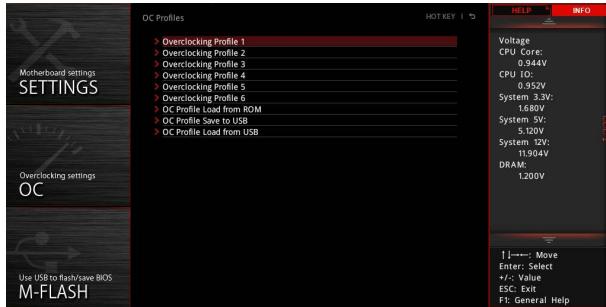 Motherboard settings
SETTINGS
Overclocking settings
OC
Use USB to flash/save BIOS
M-FLASH
OC Profiles
HOT KEY |
Overclocking Profile 1
Overclocking Profile 2
Overclocking Profile 3
Overclocking Profile 4
Overclocking Profile 5
Overclocking Profile 6
OC Profile Load from ROM
OC Profile Save to USB
OC Profile Load from USB
HELP
INFO
Voltage
CPU Core:
0.944V
CPU IO:
0.952V
System 3.3V:
1.680V
System 5V:
5.120V
System 12V:
11.904V
DRAM:
1.200V
↑↓→←: Move
Enter: Select
+/-: Value
ESC: Exit
F1: General Help